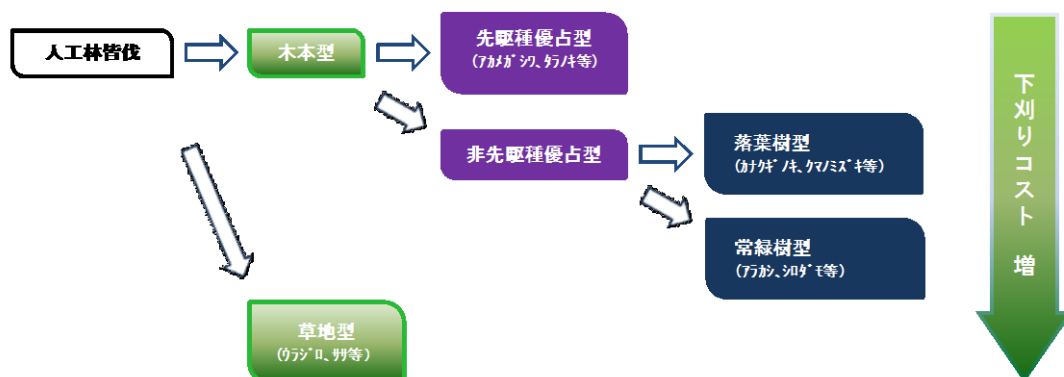 人工林皆伐
木本型
先駆種優占型
(ｱｶﾒｶﾞｼﾜ､ﾀﾗﾉｷ等)
非先駆種優占型
落葉樹型
(ｶﾅｸｷﾞﾉｷ､ｸﾏﾉﾐｽﾞｷ等)
常緑樹型
(ｱﾗｶｼ､ｼﾛﾀﾞﾓ等)
草地型
(ｳﾗｼﾞﾛ､ｻｻ等)
下刈りコスト 増